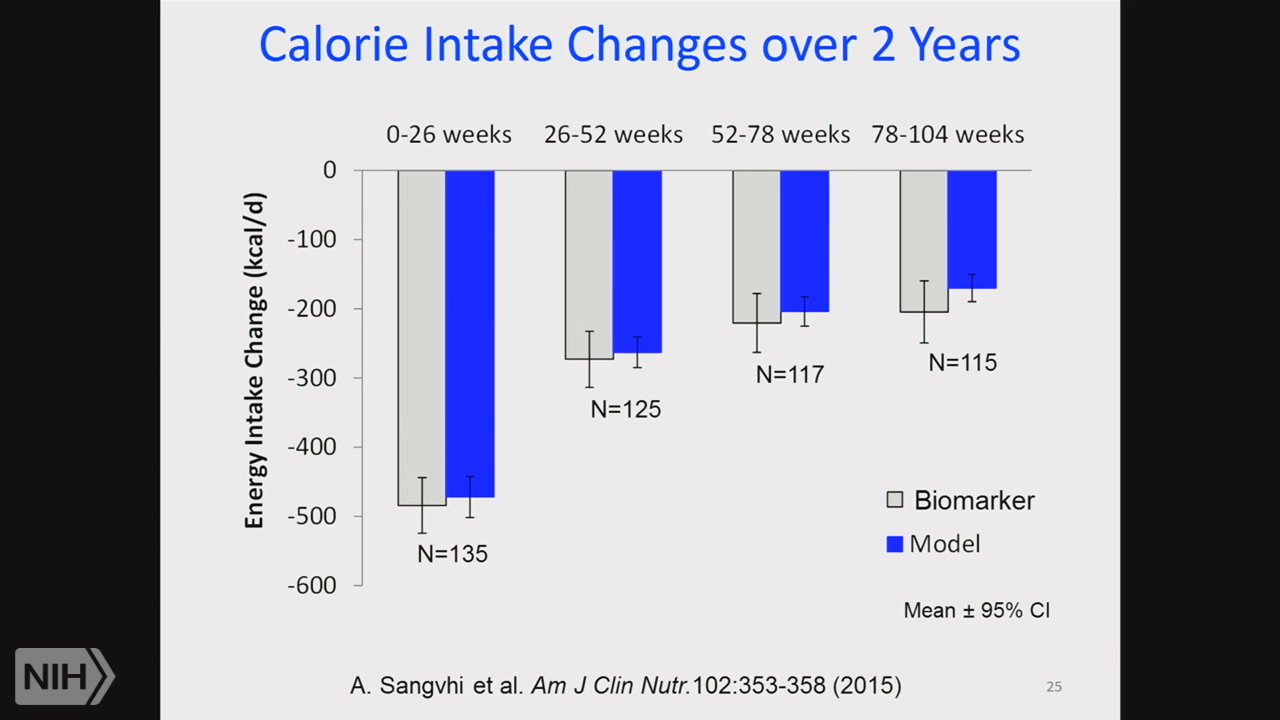 Calorie Intake Changes over 2 Years
0-26 weeks 26-52 weeks 52-78 weeks 78-104 weeks
0
-100
-200
-300
-400
-500
-600
Energy Intake Change (kcal/d)
N=135
N=125
N=117
N=115
Biomarker
Model
Mean ± 95% CI
A. Sangvhi et al. Am J Clin Nutr.102:353-358 (2015)
25
NIH